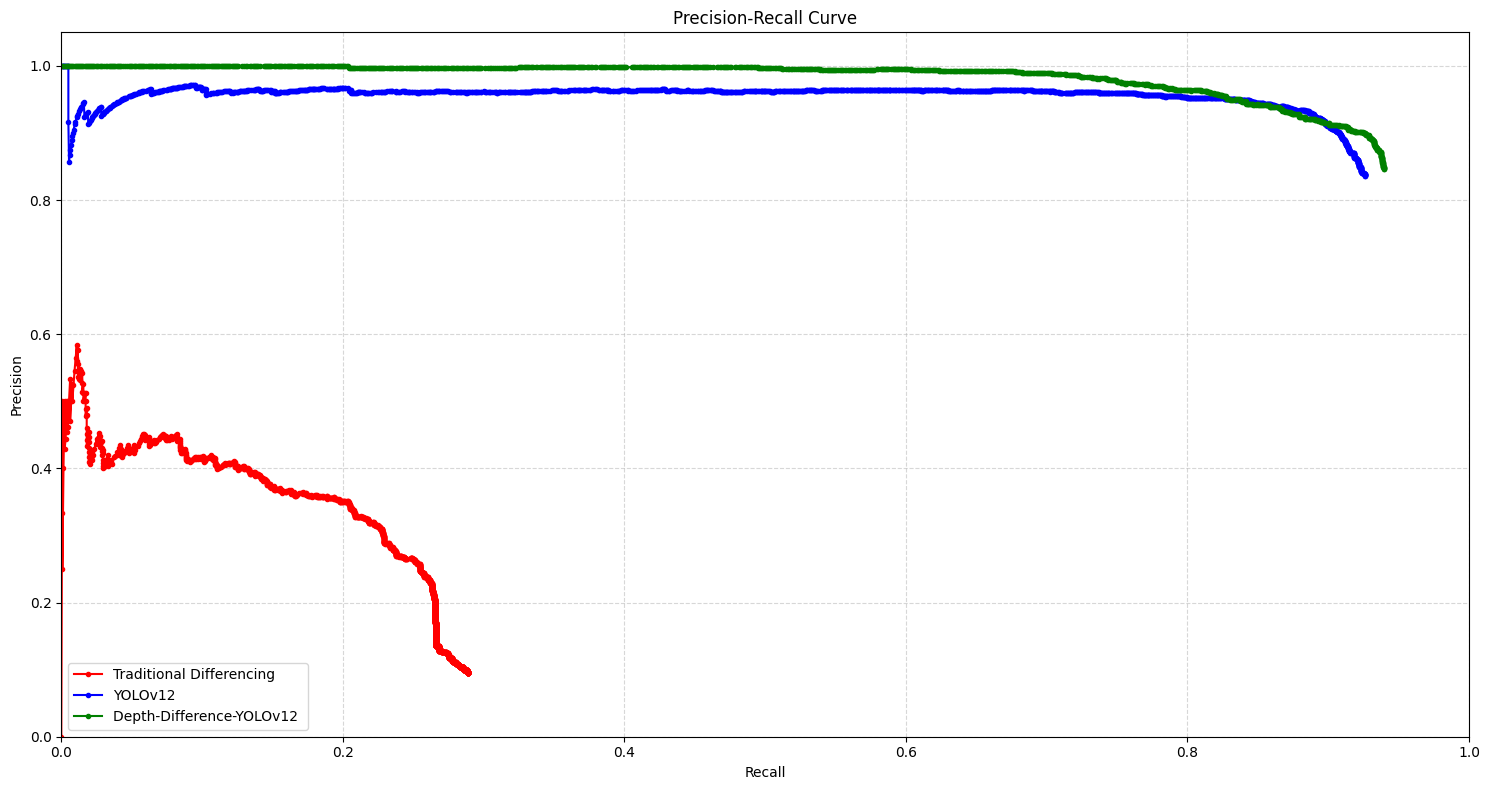 Precision-Recall Curve
1.0
0.8
0.6
0.4
0.2
0.0
Precision
Traditional Differencing
YOLOv12
Depth-Difference-YOLOv12
0.0 0.2 0.4 0.6 0.8 1.0
Recall